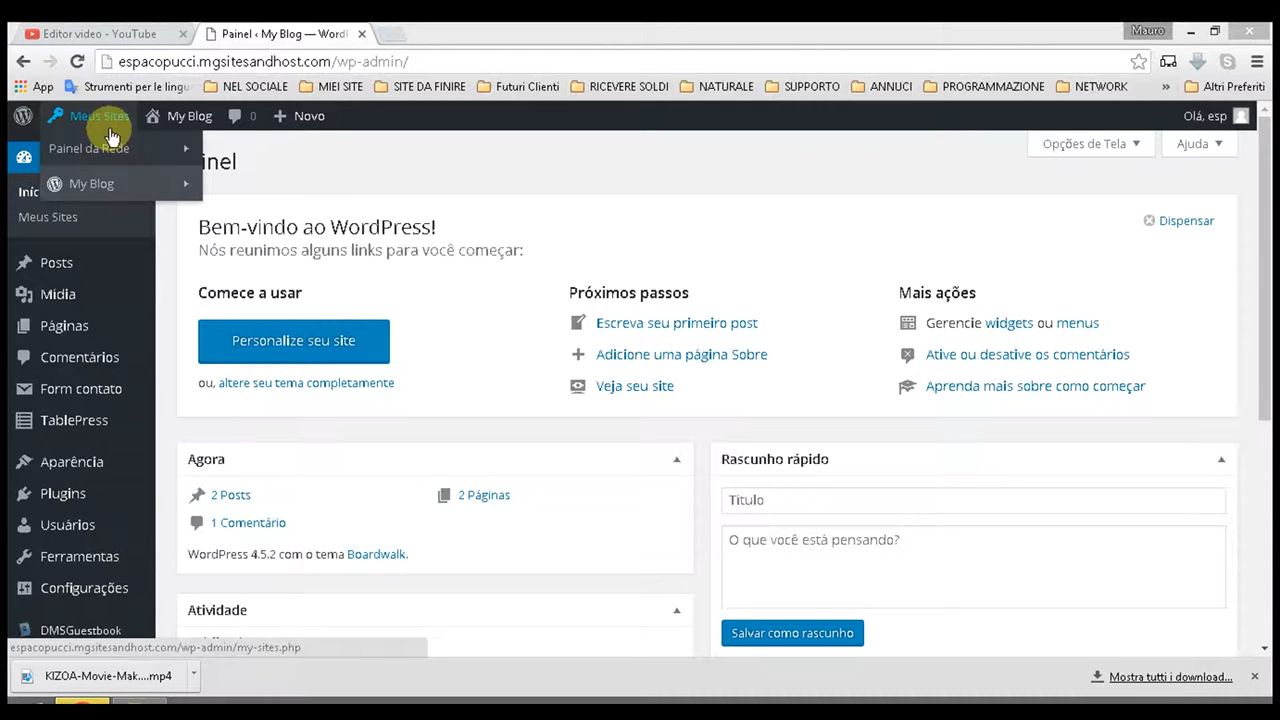 Editor video - YouTube
Painel ‹ My Blog — Word
Mauro
espacopucci.mgsitesandhost.com/wp-admin/
App Strumenti per le lingu NEL SOCIALE MIEI SITE SITE DA FINIRE Futuri Clienti RICEVERE SOLDI NATURALE SUPPORTO ANNUNCI PROGRAMMAZIONE NETWORK » Altri Preferiti
Meus Sites My Blog 0 + Novo Olá, esp
Painel da Rede
My Blog
inel
Opções de Tela Ajuda
Iníc
Meus Sites
Posts
Mídia
Páginas
Comentários
Form contato
TablePress
Aparência
Plugins
Usuários
Ferramentas
Configurações
DMSGuestbook
Bem-vindo ao WordPress!
Dispensar
Nós reunimos alguns links para você começar:
Comece a usar
Personalize seu site
ou, altere seu tema completamente
Próximos passos
Escreva seu primeiro post
Adicione uma página Sobre
Veja seu site
Mais ações
Gerencie widgets ou menus
Ative ou desative os comentários
Aprenda mais sobre como começar
Agora
2 Posts 2 Páginas
1 Comentário
WordPress 4.5.2 com o tema Boardwalk.
Atividade
Rascunho rápido
Título
O que você está pensando?
Salvar como rascunho
espacopucci.mgsitesandhost.com/wp-admin/my-sites.php
KIZOA-Movie-Mak....mp4
Mostra tutti i download...